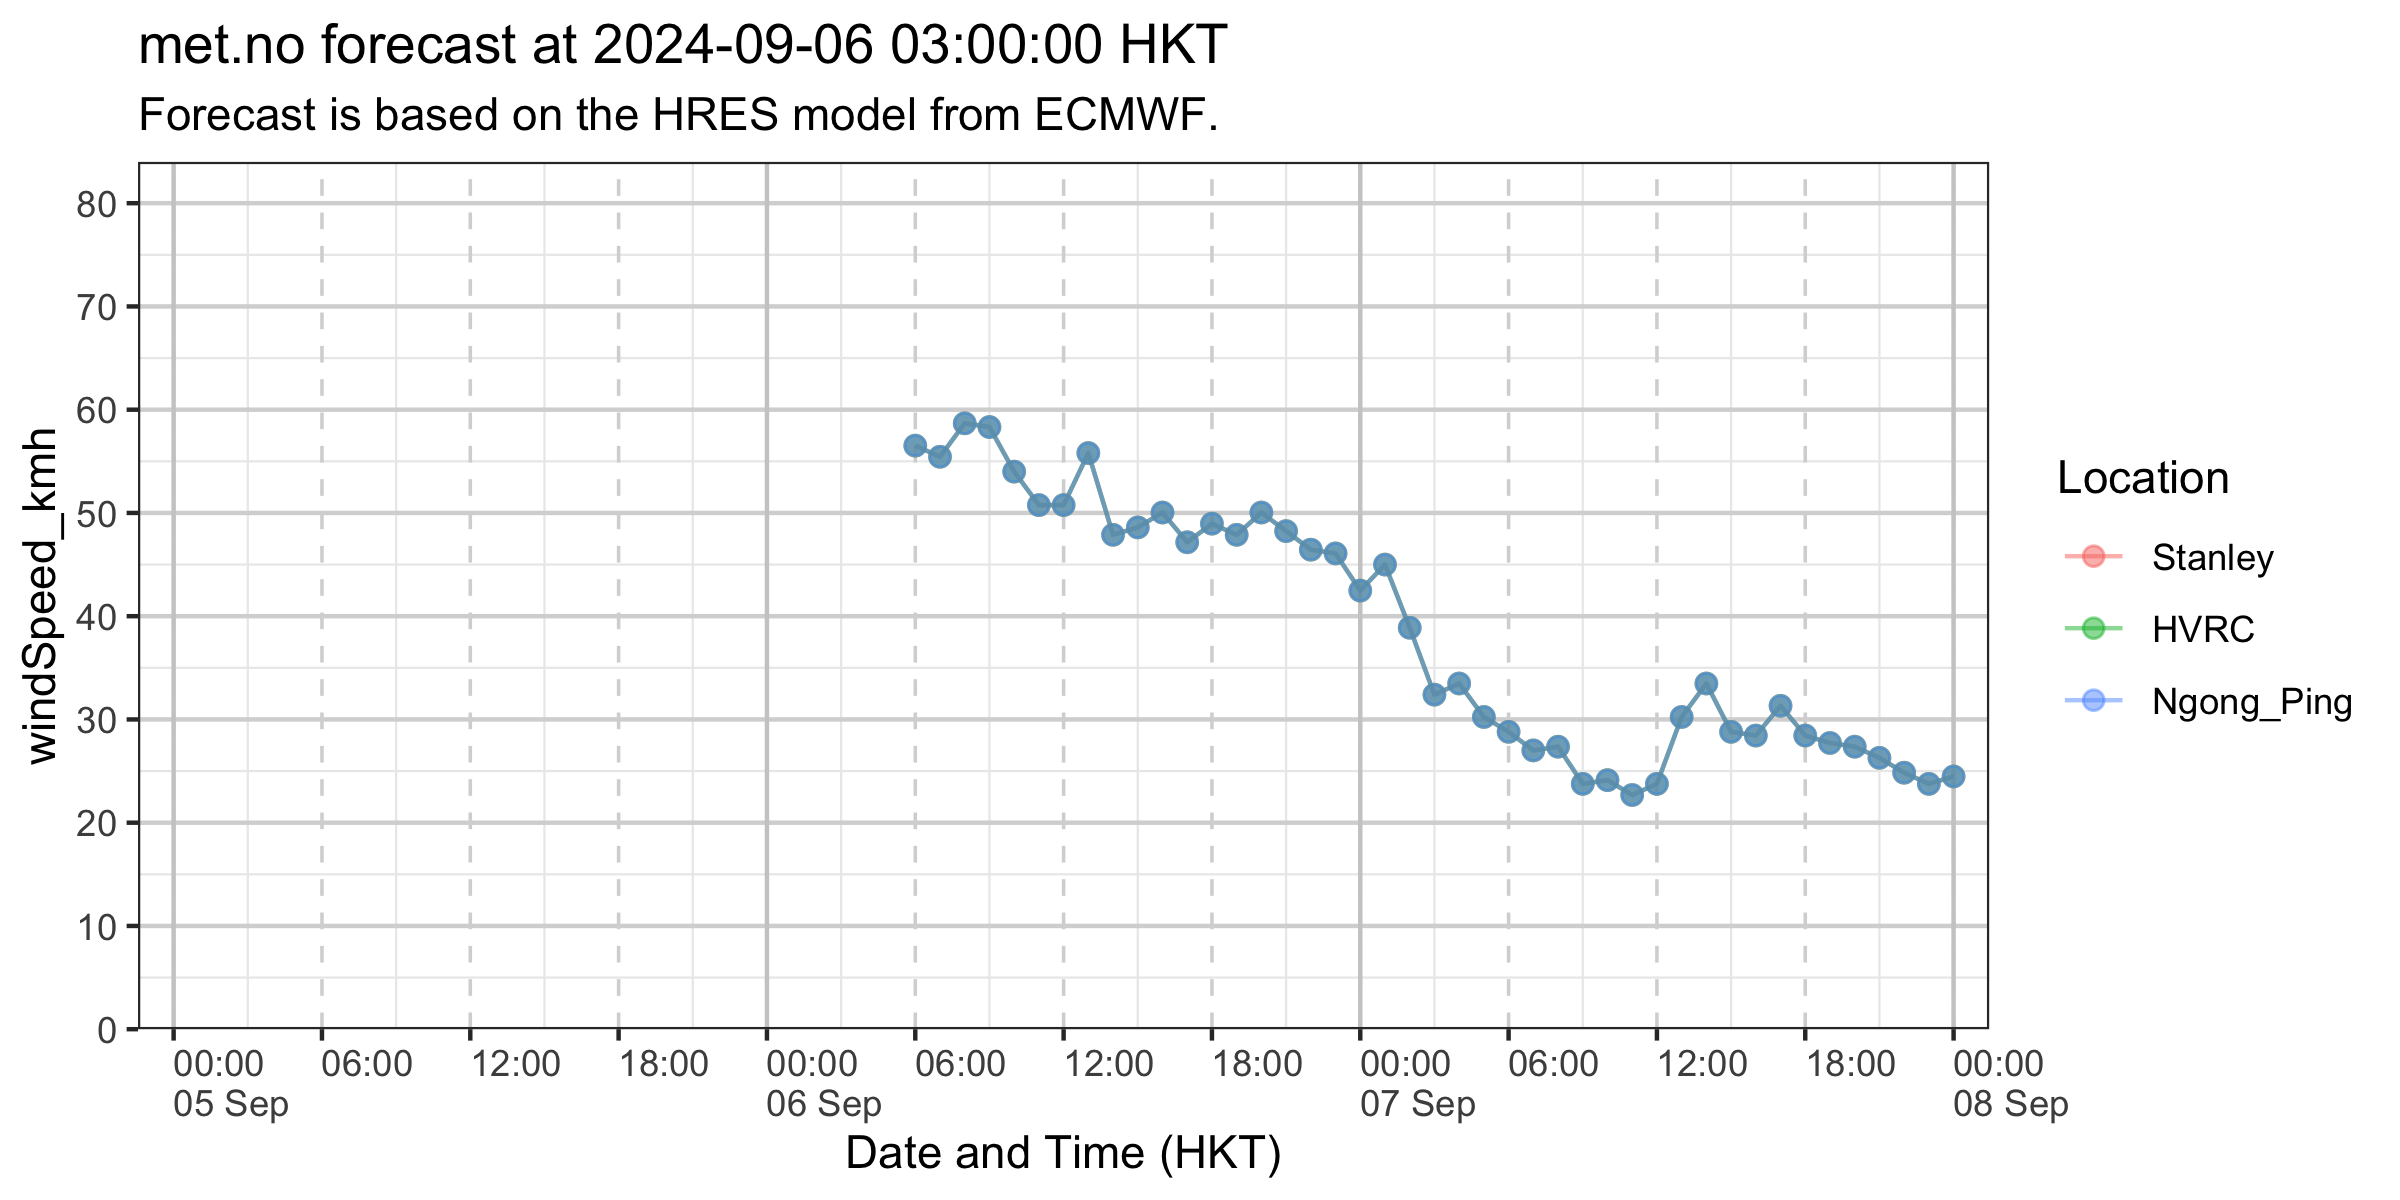 met.no forecast at 2024-09-06 03:00:00 HKT
Forecast is based on the HRES model from ECMWF.
windSpeed_kmh
80
70
60
50
40
30
20
10
0
00:00 06:00 12:00 18:00 00:00 06:00 12:00 18:00 00:00 06:00 12:00 18:00 00:00
05 Sep 06 Sep 07 Sep 08 Sep
Date and Time (HKT)
Location
Stanley
HVRC
Ngong_Ping